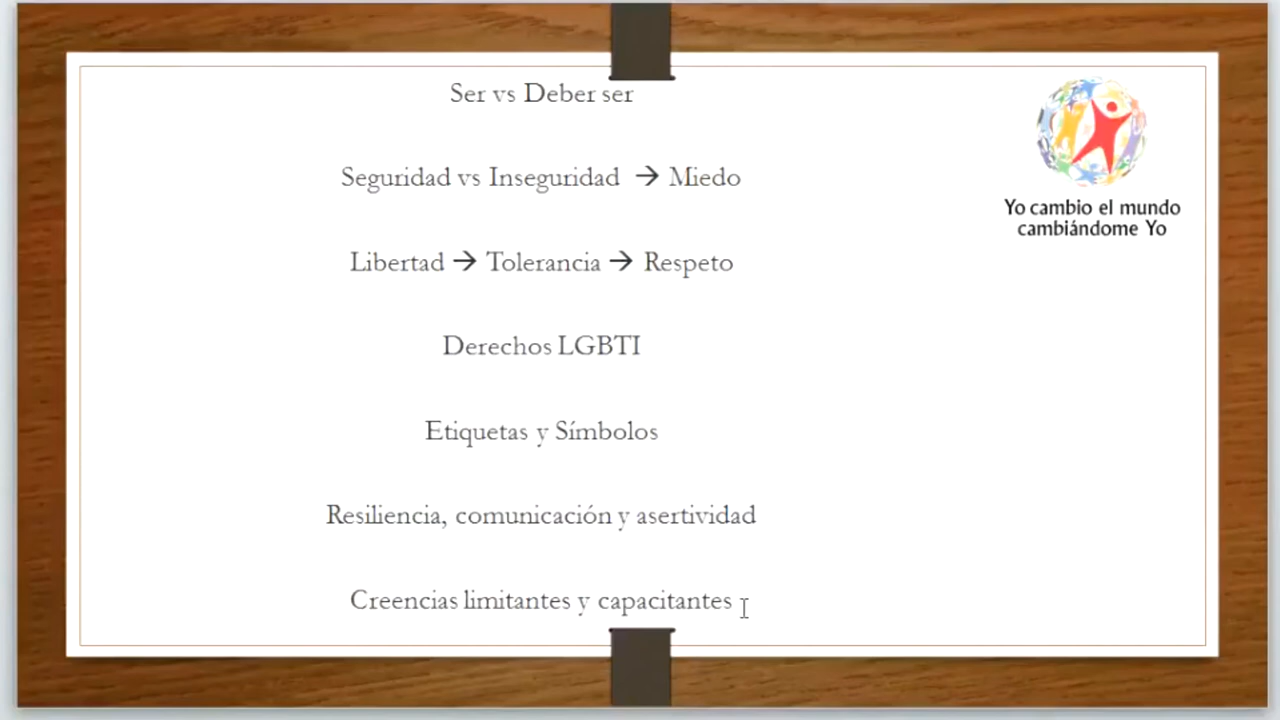 Ser vs Deber ser
Seguridad vs Inseguridad → Miedo
Libertad → Tolerancia → Respeto
Derechos LGBTI
Etiquetas y Símbolos
Resiliencia, comunicación y asertividad
Creencias limitantes y capacitantes
Yo cambio el mundo
cambiándome Yo